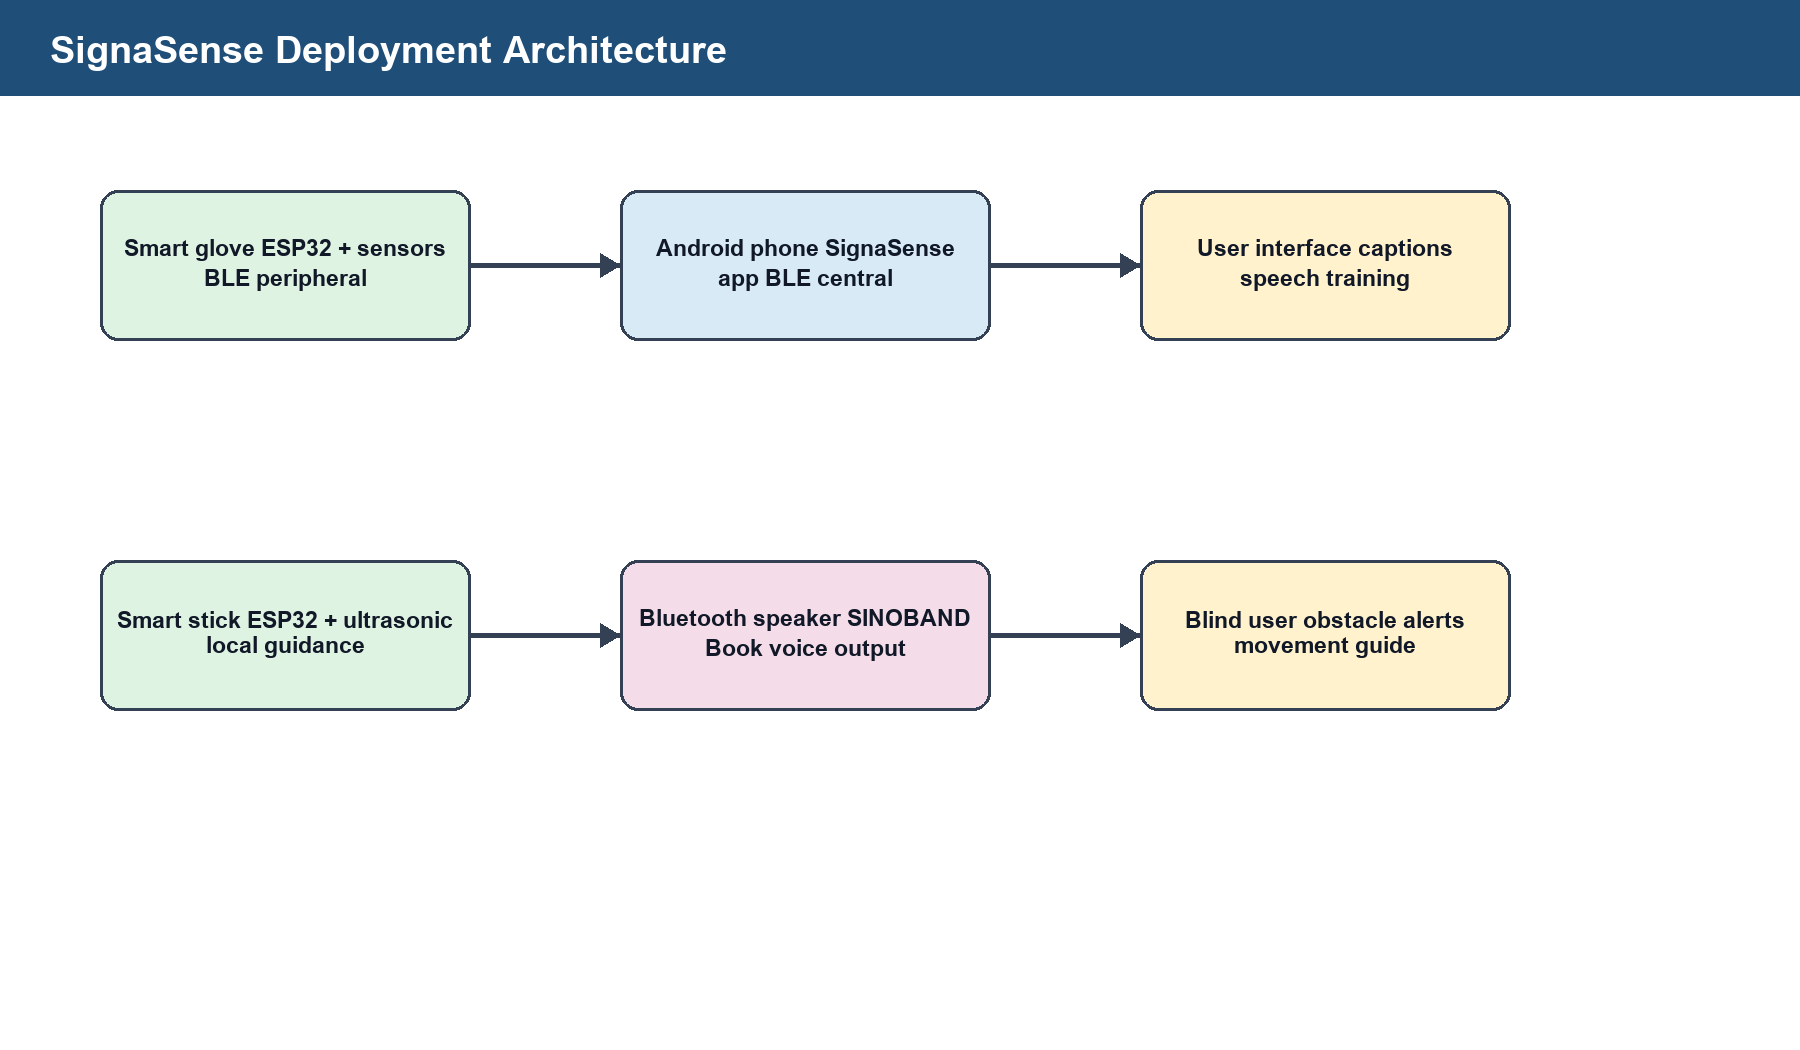 SignaSense Deployment Architecture
Smart glove ESP32 + sensors
BLE peripheral
Android phone SignaSense
app BLE central
User interface captions
speech training
Smart stick ESP32 + ultrasonic
local guidance
Bluetooth speaker SINOBAND
Book voice output
Blind user obstacle alerts
movement guide